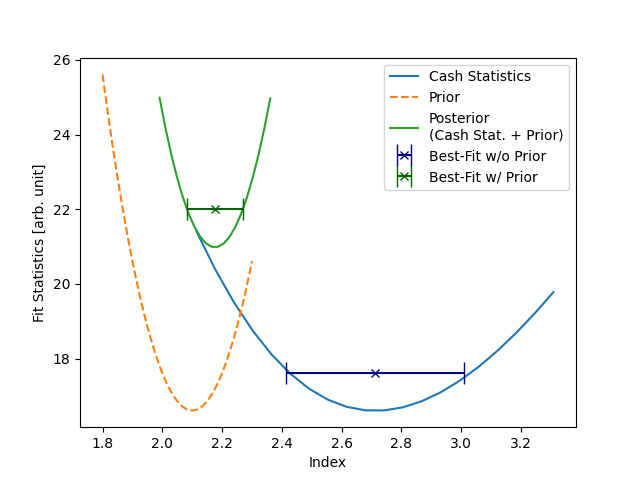 26
24
22
20
18
Fit Statistics [arb. unit]
1.8
2.0
2.2
2.4
2.6
2.8
3.0
3.2
Index
Cash Statistics
Prior
Posterior
(Cash Stat. + Prior)
Best-Fit w/o Prior
Best-Fit w/ Prior